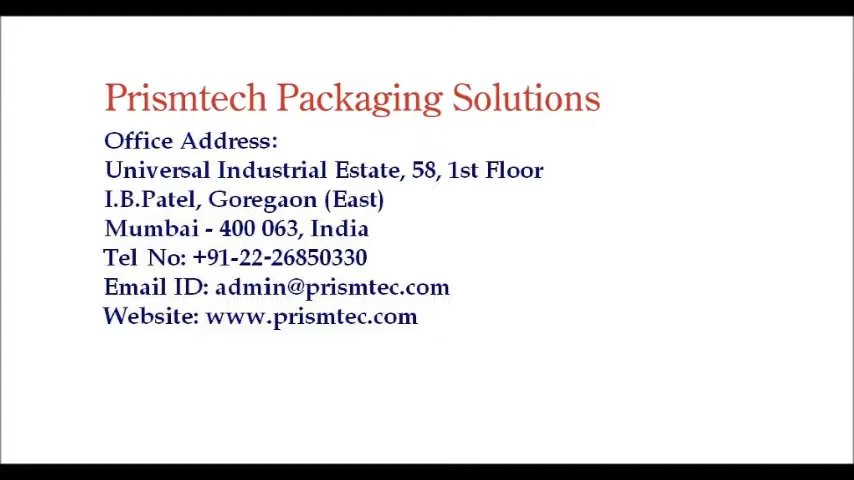 Prismtech Packaging Solutions
Office Address:
Universal Industrial Estate, 58, 1st Floor
I.B.Patel, Goregaon (East)
Mumbai - 400 063, India
Tel No: +91-22-26850330
Email ID: admin@prismtec.com
Website: www.prismtec.com